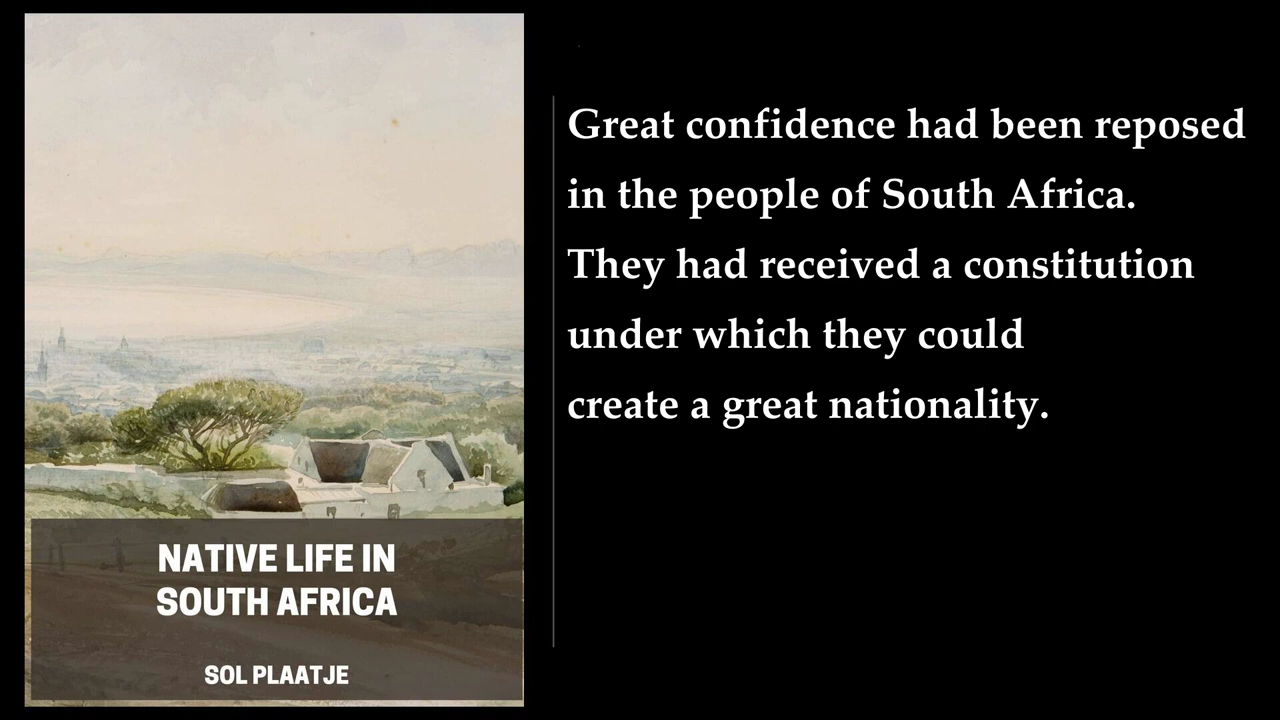 NATIVE LIFE IN
SOUTH AFRICA
SOL PLAATJE
Great confidence had been reposed
in the people of South Africa.
They had received a constitution
under which they could
create a great nationality.